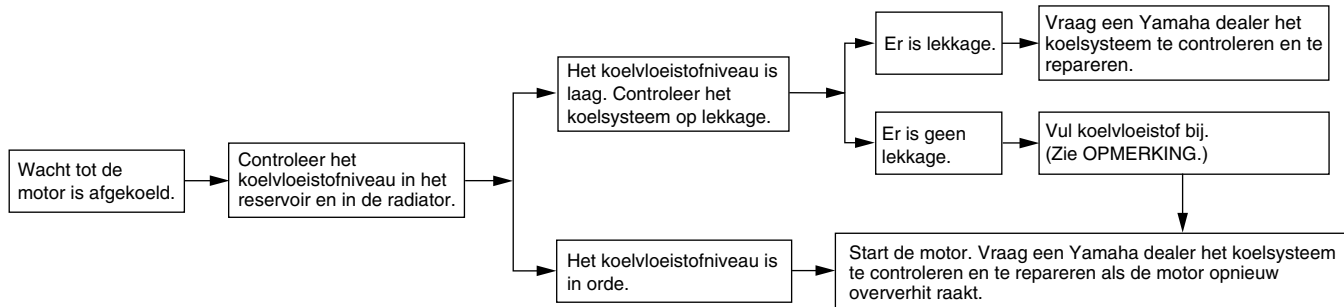 Wacht tot de
motor is afgekoeld.
Controleer het
koelvloeistofniveau in het
reservoir en in de radiator.
Het koelvloeistofniveau is
laag. Controleer het
koelsysteem op lekkage.
Er is lekkage.
Vraag een Yamaha dealer het
koelsysteem te controleren en te
repareren.
Er is geen
lekkage.
Vul koelvloeistof bij.
(Zie OPMERKING.)
Het koelvloeistofniveau is
in orde.
Start de motor. Vraag een Yamaha dealer het koelsysteem
te controleren en te repareren als de motor opnieuw
oververhit raakt.